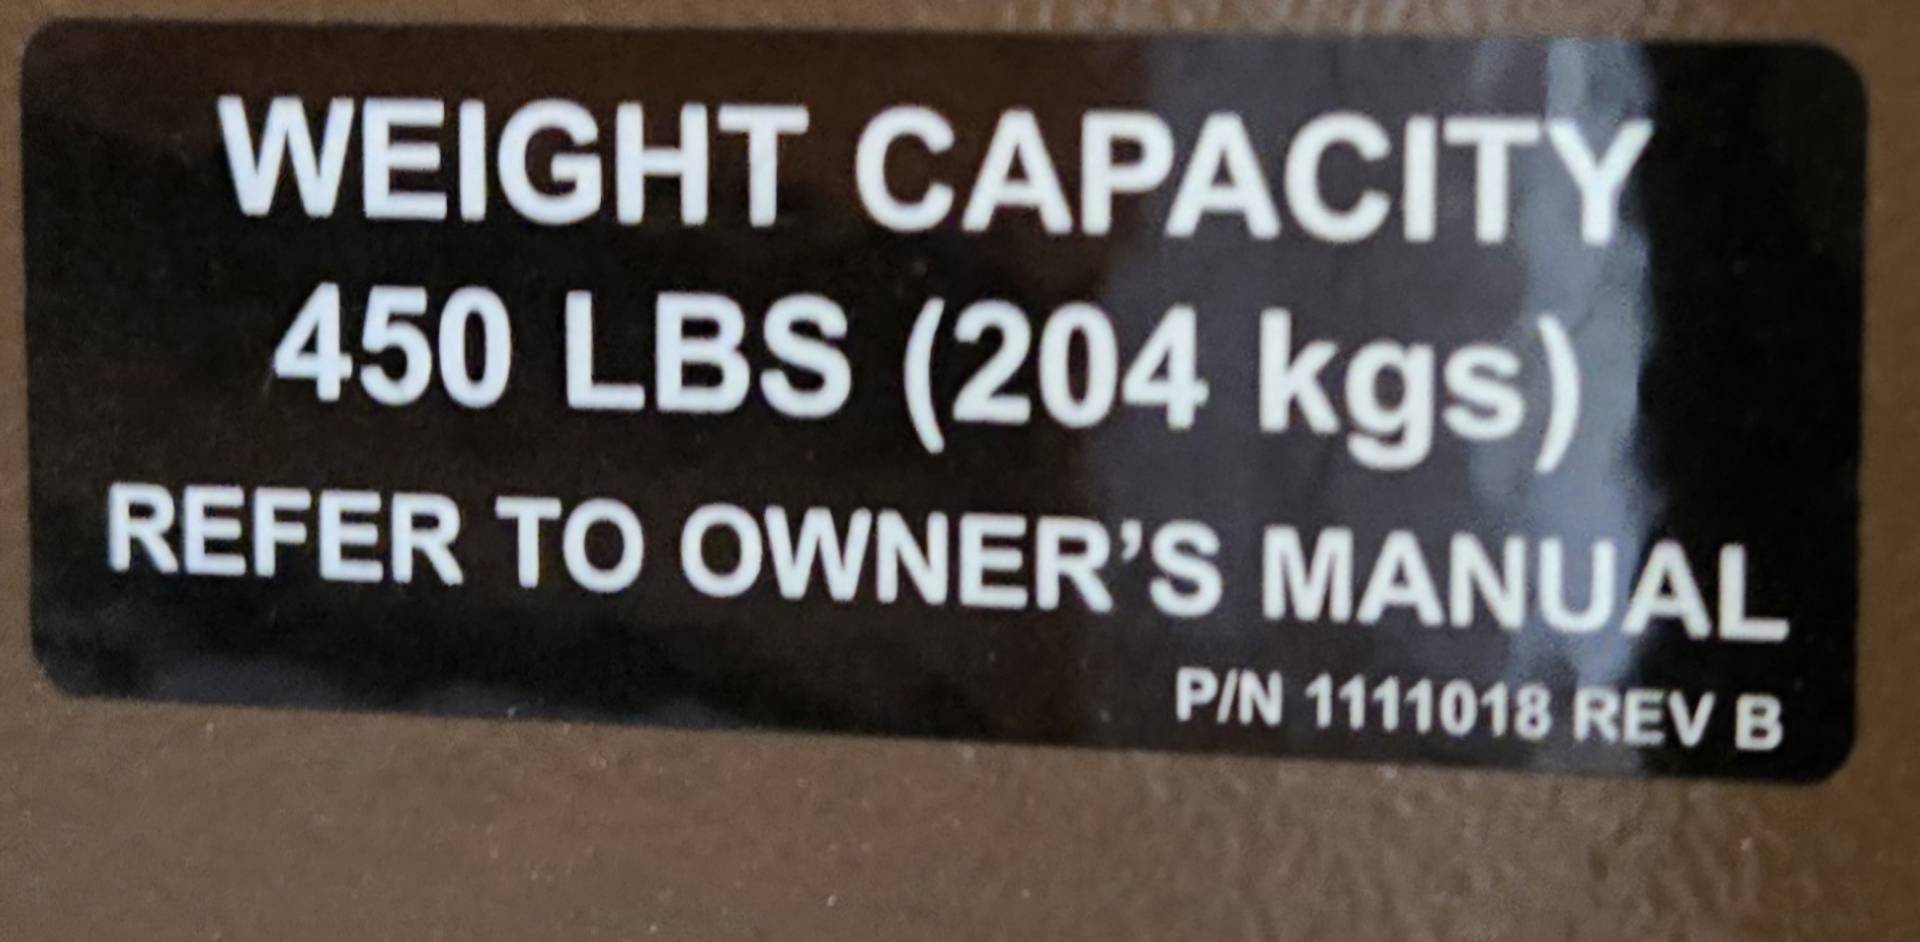 WEIGHT CAPACITY
450 LBS (204 kgs)
REFER TO OWNER’S MANUAL
P/N 1111018 REV B